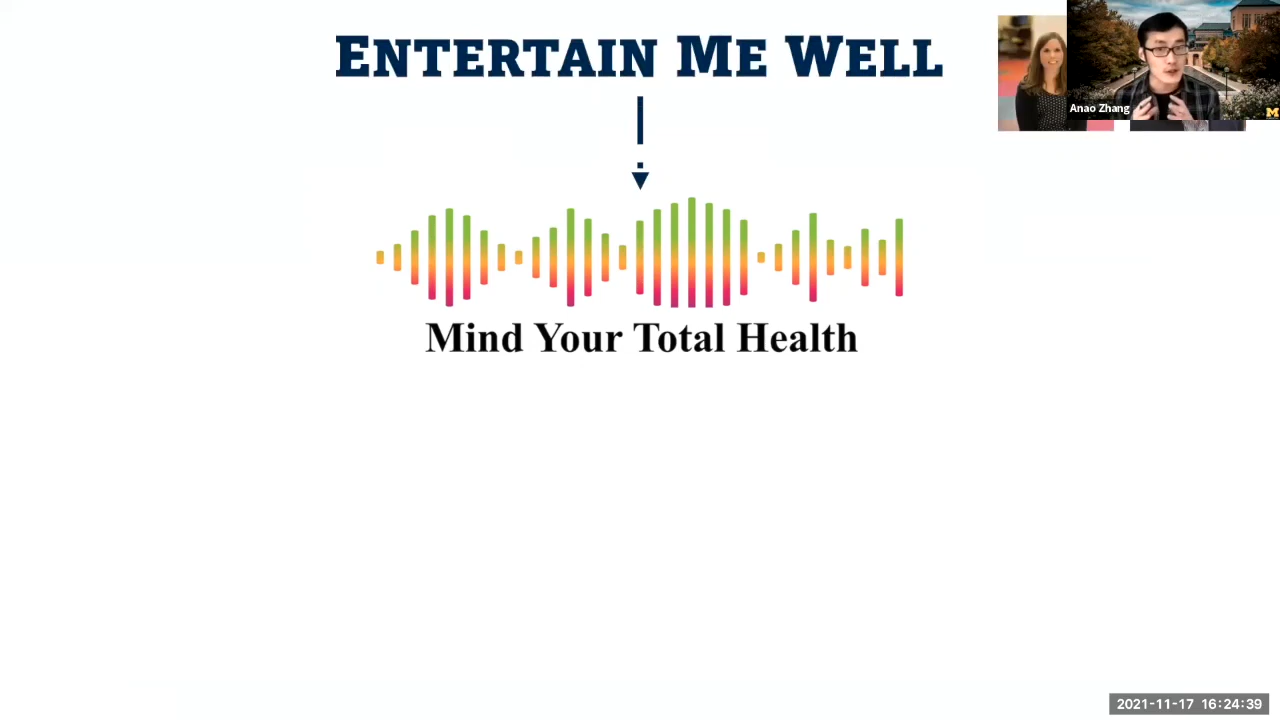 ENTERTAIN ME WELL
Anao Zhang
M
Mind Your Total Health
2021-11-17 16:24:39